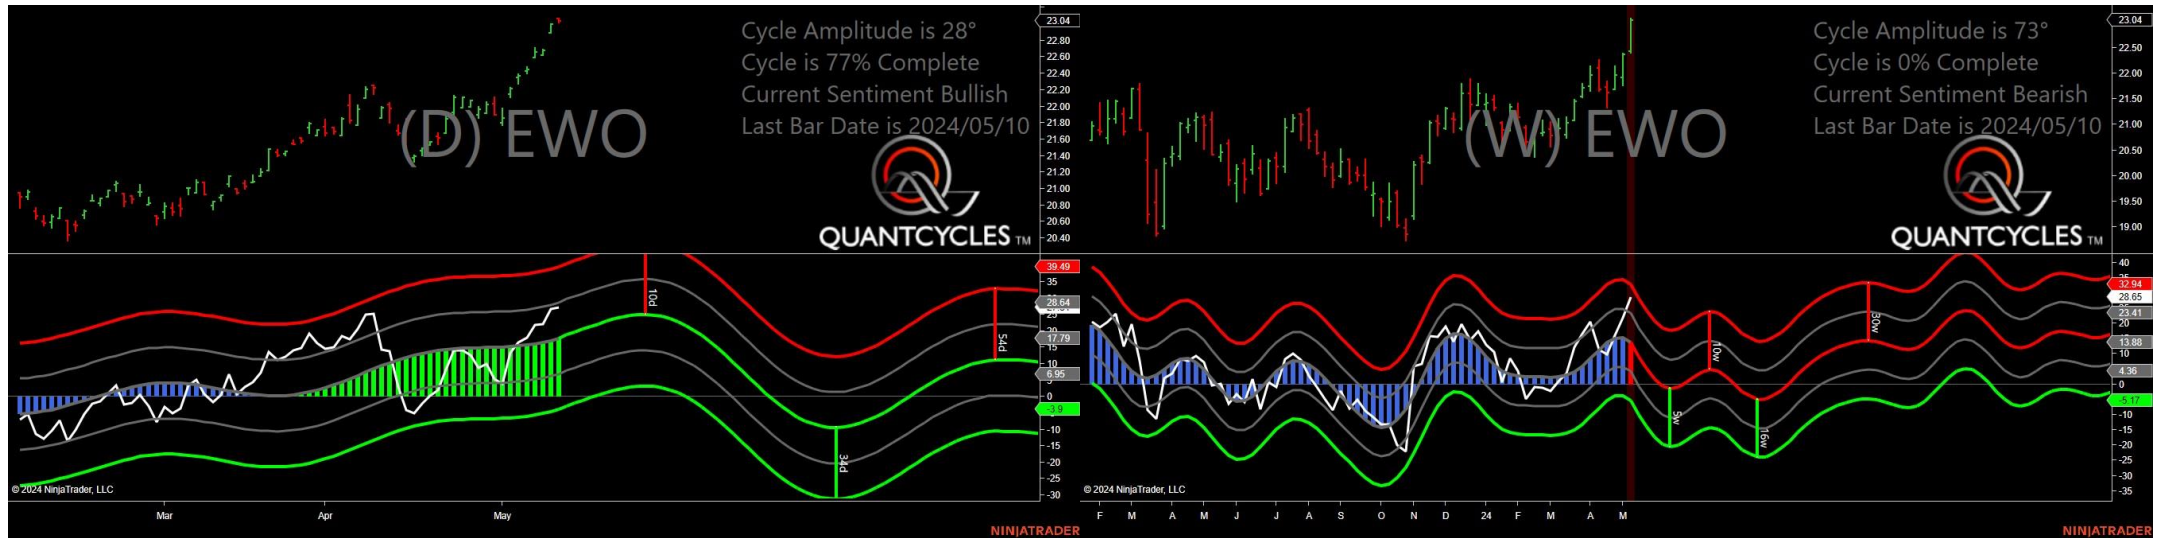 Cycle Amplitude is 28°
Cycle is 77% Complete
Current Sentiment Bullish
Last Bar Date is 2024/05/10
(D) EWO
QUANTCYCLES TM
23.04
22.80
22.60
22.40
22.20
22.00
21.80
21.60
21.40
21.20
21.00
20.80
20.60
20.40
39.49
35
28.64
25
20
17.79
15
10
6.95
5
0
-3.9
-10
-15
-20
-25
-30
10d
34d
54d
© 2024 NinjaTrader, LLC
Mar Apr May
NINJATRADER
Cycle Amplitude is 73°
Cycle is 0% Complete
Current Sentiment Bearish
Last Bar Date is 2024/05/10
(W) EWO
QUANTCYCLES TM
23.04
22.50
22.00
21.50
21.00
20.50
20.00
19.50
19.00
40
32.94
28.65
23.41
20
13.88
10
4.36
0
-5.17
-10
-15
-20
-25
-30
-35
5w
10w
16w
30w
© 2024 NinjaTrader, LLC
F M A M J J A S O N D 24 F M A M
NINJATRADER